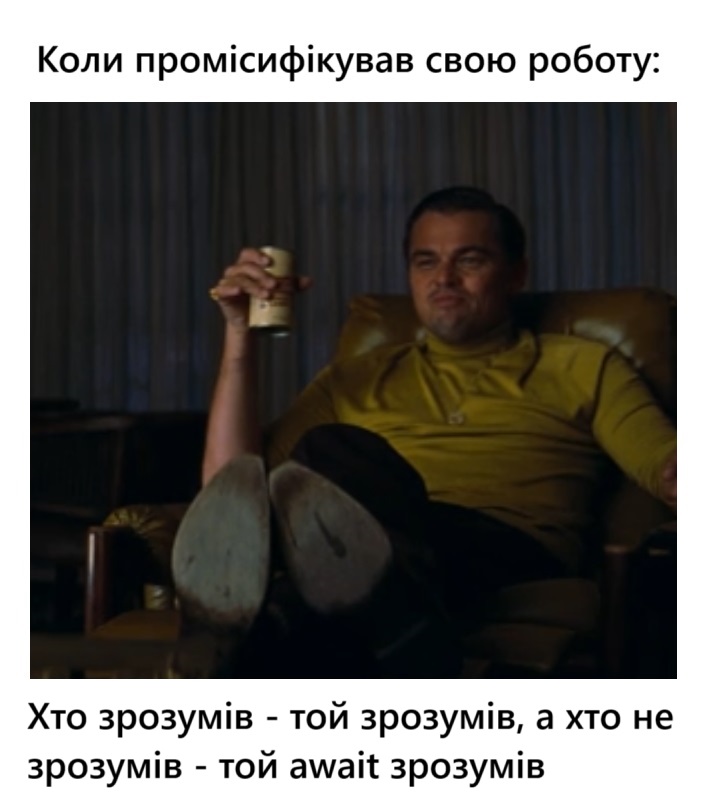 Коли промісифікував свою роботу:
Хто зрозумів - той зрозумів, а хто не
зрозумів - той await зрозумів